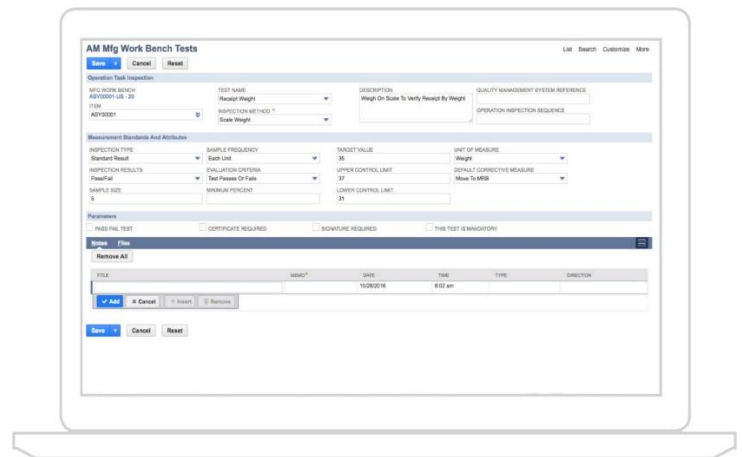 AM Mfg Work Bench Tests
List Search Customize More
Save Cancel Reset
Operation Task Inspection
MFG WORK BENCH
ASY00001-US - 20
ITEM
ASY00001
TEST NAME
Receipt Weight
INSPECTION METHOD *
Scale Weight
DESCRIPTION
Weigh On Scale To Verify Receipt By Weight
QUALITY MANAGEMENT SYSTEM REFERENCE
OPERATION INSPECTION SEQUENCE
Measurement Standards And Attributes
INSPECTION TYPE
Standard Result
INSPECTION RESULTS
Pass/Fail
SAMPLE SIZE
5
SAMPLE FREQUENCY
Each Unit
EVALUATION CRITERIA
Test Passes Or Fails
MINIMUM PERCENT
TARGET VALUE
35
UPPER CONTROL LIMIT
37
LOWER CONTROL LIMIT
31
UNIT OF MEASURE
Weight
DEFAULT CORRECTIVE MEASURE
Move To MRB
Parameters
PASS FAIL TEST
CERTIFICATE REQUIRED
SIGNATURE REQUIRED
THIS TEST IS MANDATORY
Notes Files
Remove All
TITLE MEMO* DATE TIME TYPE DIRECTION
10/28/2016 8:02 am
Add Cancel Insert Remove
Save Cancel Reset